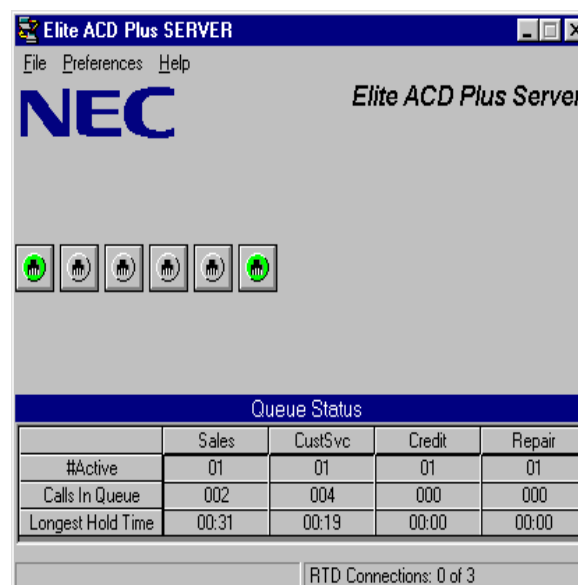 Elite ACD Plus SERVER
File Preferences Help
NEC
Elite ACD Plus Server
Queue Status
Sales CustSvc Credit Repair
#Active 01 01 01 01
Calls In Queue 002 004 000 000
Longest Hold Time 00:31 00:19 00:00 00:00
RTD Connections: 0 of 3